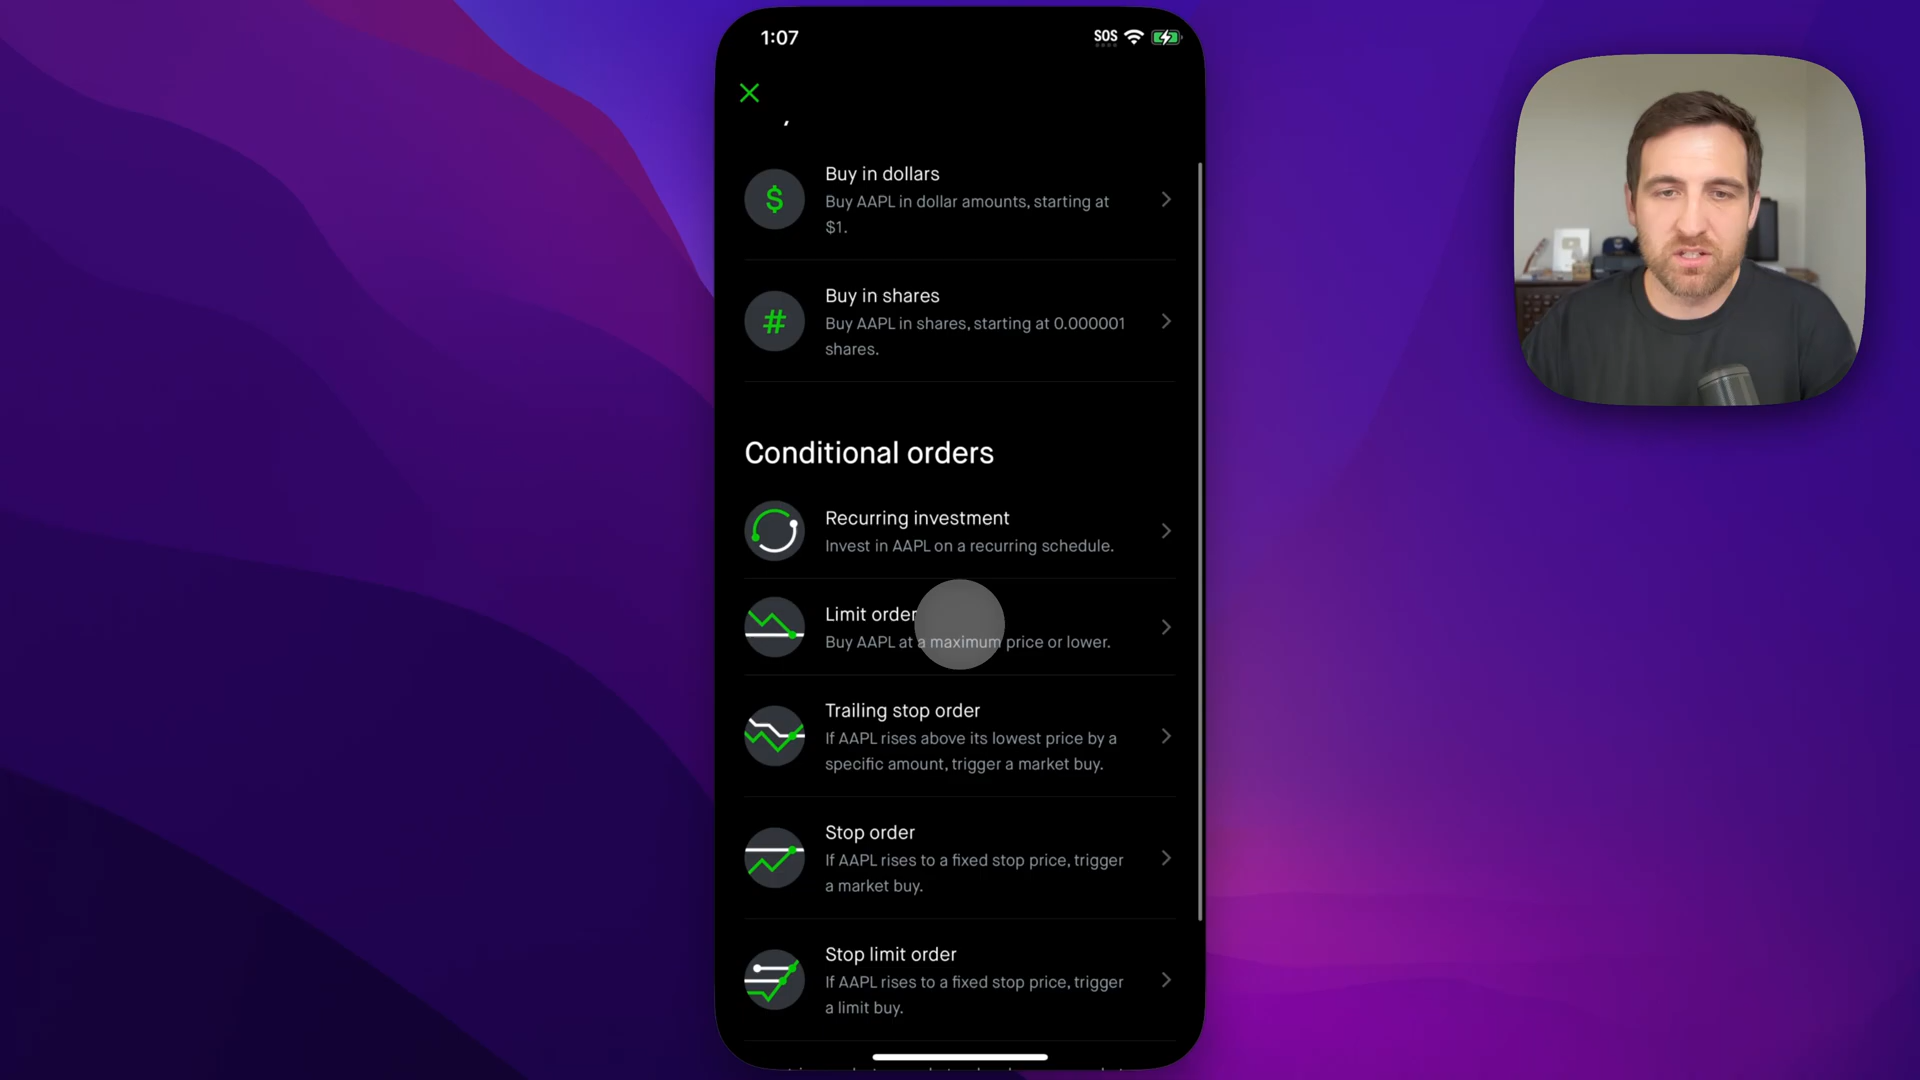 1:07
SOS
Buy in dollars
Buy AAPL in dollar amounts, starting at
$1.
Buy in shares
Buy AAPL in shares, starting at 0.000001
shares.
Conditional orders
Recurring investment
Invest in AAPL on a recurring schedule.
Limit order
Buy AAPL at a maximum price or lower.
Trailing stop order
If AAPL rises above its lowest price by a
specific amount, trigger a market buy.
Stop order
If AAPL rises to a fixed stop price, trigger
a market buy.
Stop limit order
If AAPL rises to a fixed stop price, trigger
a limit buy.